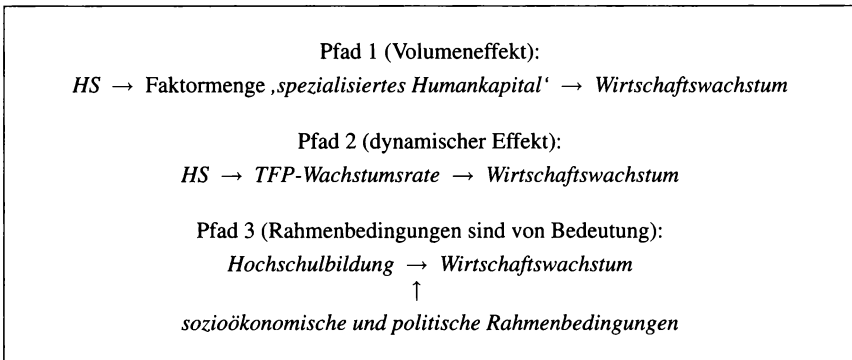 Pfad 1 (Volumeneffekt):
HS → Faktormenge ‚spezialisiertes Humankapital‘ → Wirtschaftswachstum
Pfad 2 (dynamischer Effekt):
HS → TFP-Wachstumsrate → Wirtschaftswachstum
Pfad 3 (Rahmenbedingungen sind von Bedeutung):
Hochschulbildung → Wirtschaftswachstum
↑
sozioökonomische und politische Rahmenbedingungen